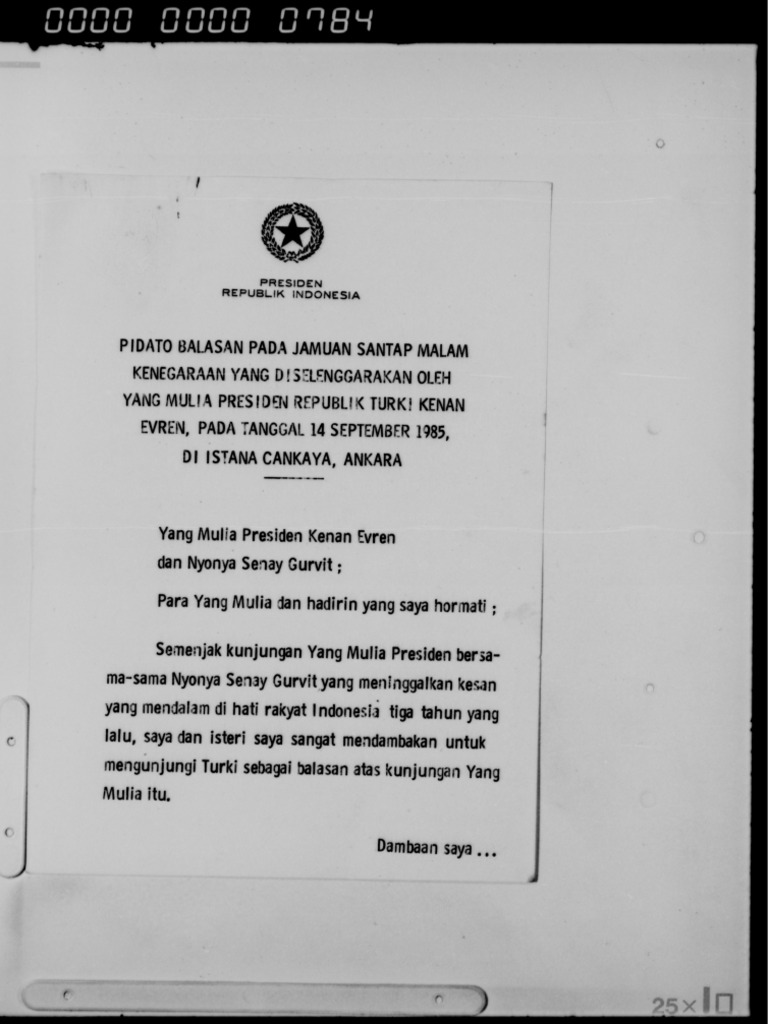 0000 0000 0784
PRESIDEN
REPUBLIK INDONESIA
PIDATO BALASAN PADA JAMUAN SANTAP MALAM
KENEGARAAN YANG DISELENGGARAKAN OLEH
YANG MULIA PRESIDEN REPUBLIK TURKI KENAN
EVREN, PADA TANGGAL 14 SEPTEMBER 1985,
DI ISTANA CANKAYA, ANKARA
Yang Mulia Presiden Kenan Evren
dan Nyonya Senay Gurvit ;
Para Yang Mulia dan hadirin yang saya hormati ;
Semenjak kunjungan Yang Mulia Presiden bersa-
ma-sama Nyonya Senay Gurvit yang meninggalkan kesan
yang mendalam di hati rakyat Indonesia tiga tahun yang
lalu, saya dan isteri saya sangat mendambakan untuk
mengunjungi Turki sebagai balasan atas kunjungan Yang
Mulia itu.
Dambaan saya ...
25×